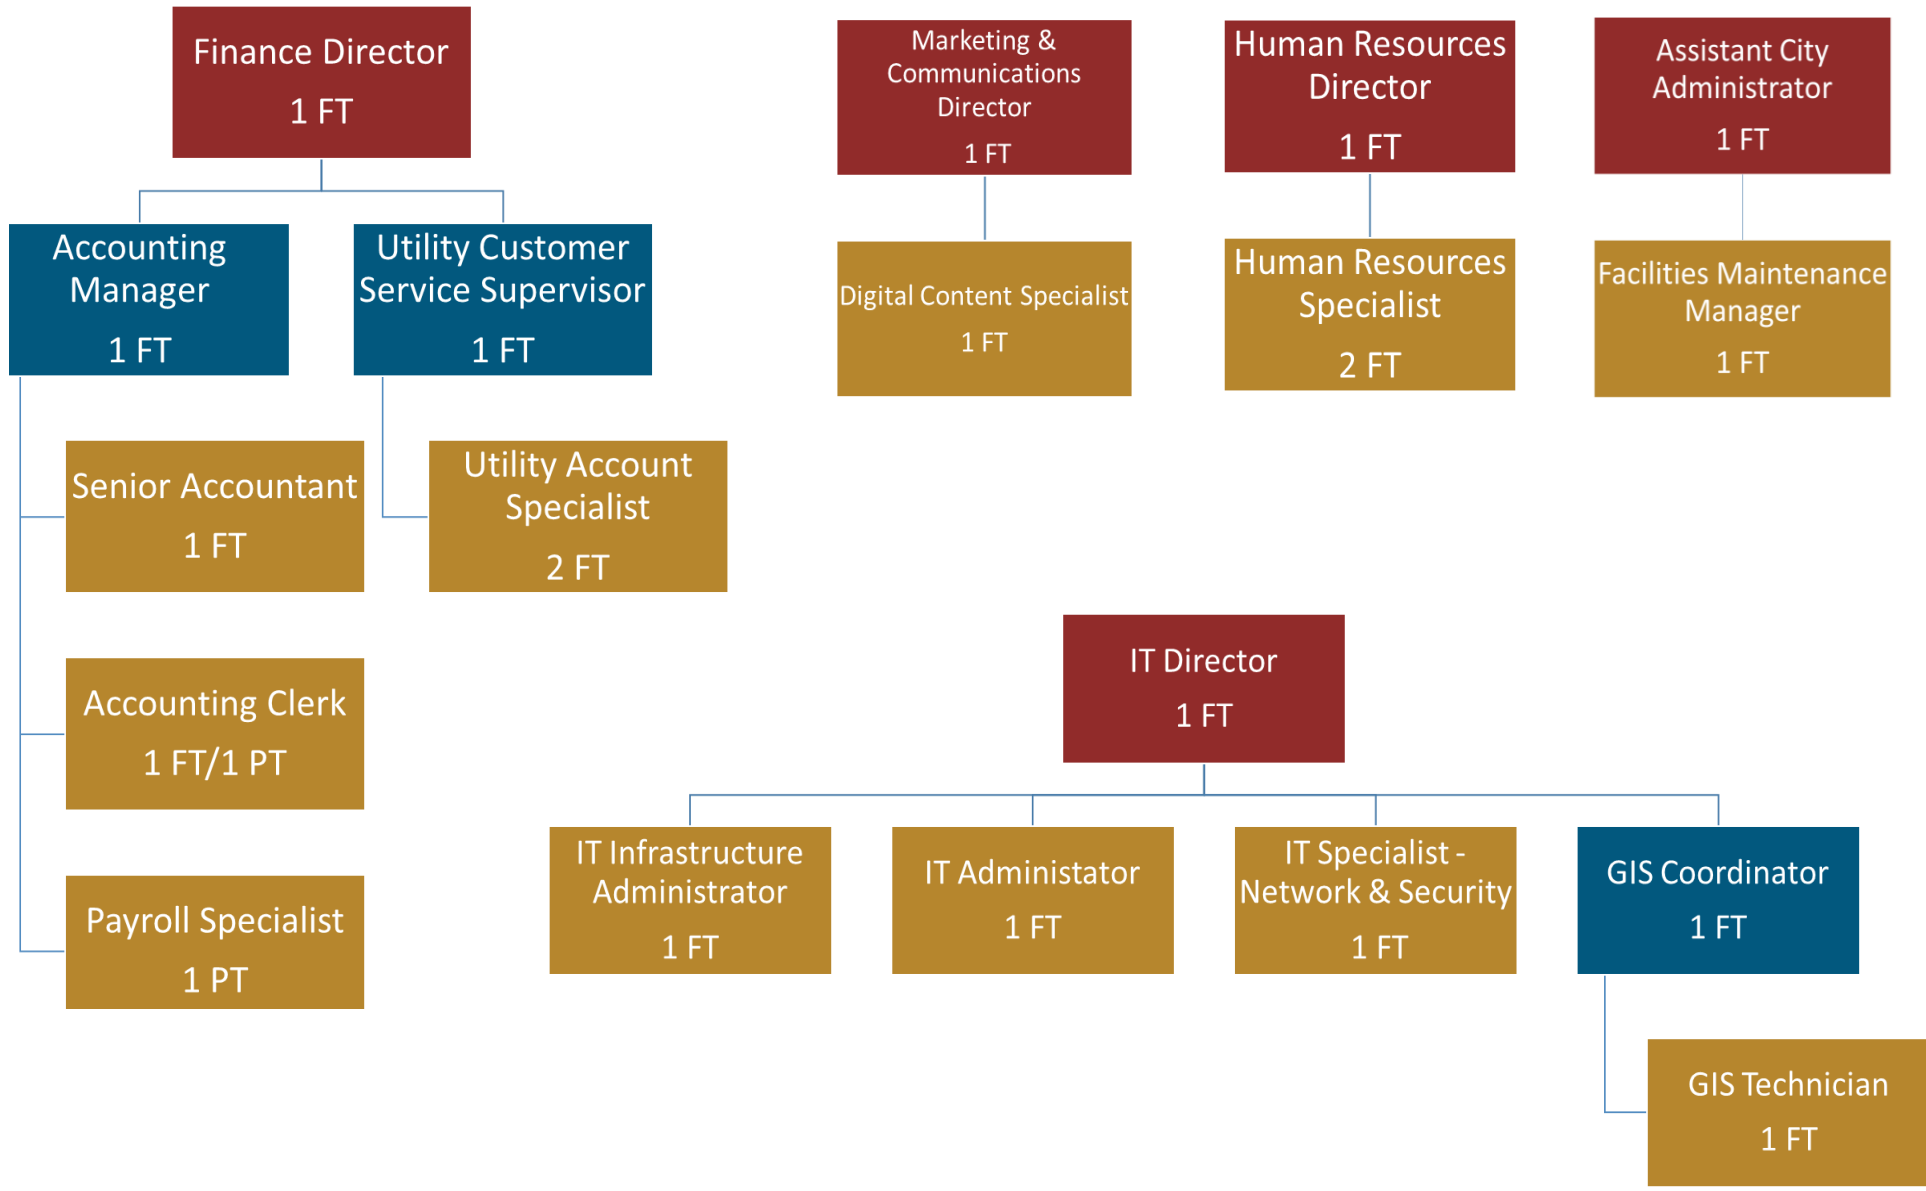 Finance Director
1 FT
Accounting
Manager
1 FT
Utility Customer
Service Supervisor
1 FT
Senior Accountant
1 FT
Utility Account
Specialist
2 FT
Accounting Clerk
1 FT/1 PT
Payroll Specialist
1 PT
Marketing &
Communications
Director
1 FT
Digital Content Specialist
1 FT
Human Resources
Director
1 FT
Human Resources
Specialist
2 FT
Assistant City
Administrator
1 FT
Facilities Maintenance
Manager
1 FT
IT Director
1 FT
IT Infrastructure
Administrator
1 FT
IT Administator
1 FT
IT Specialist -
Network & Security
1 FT
GIS Coordinator
1 FT
GIS Technician
1 FT